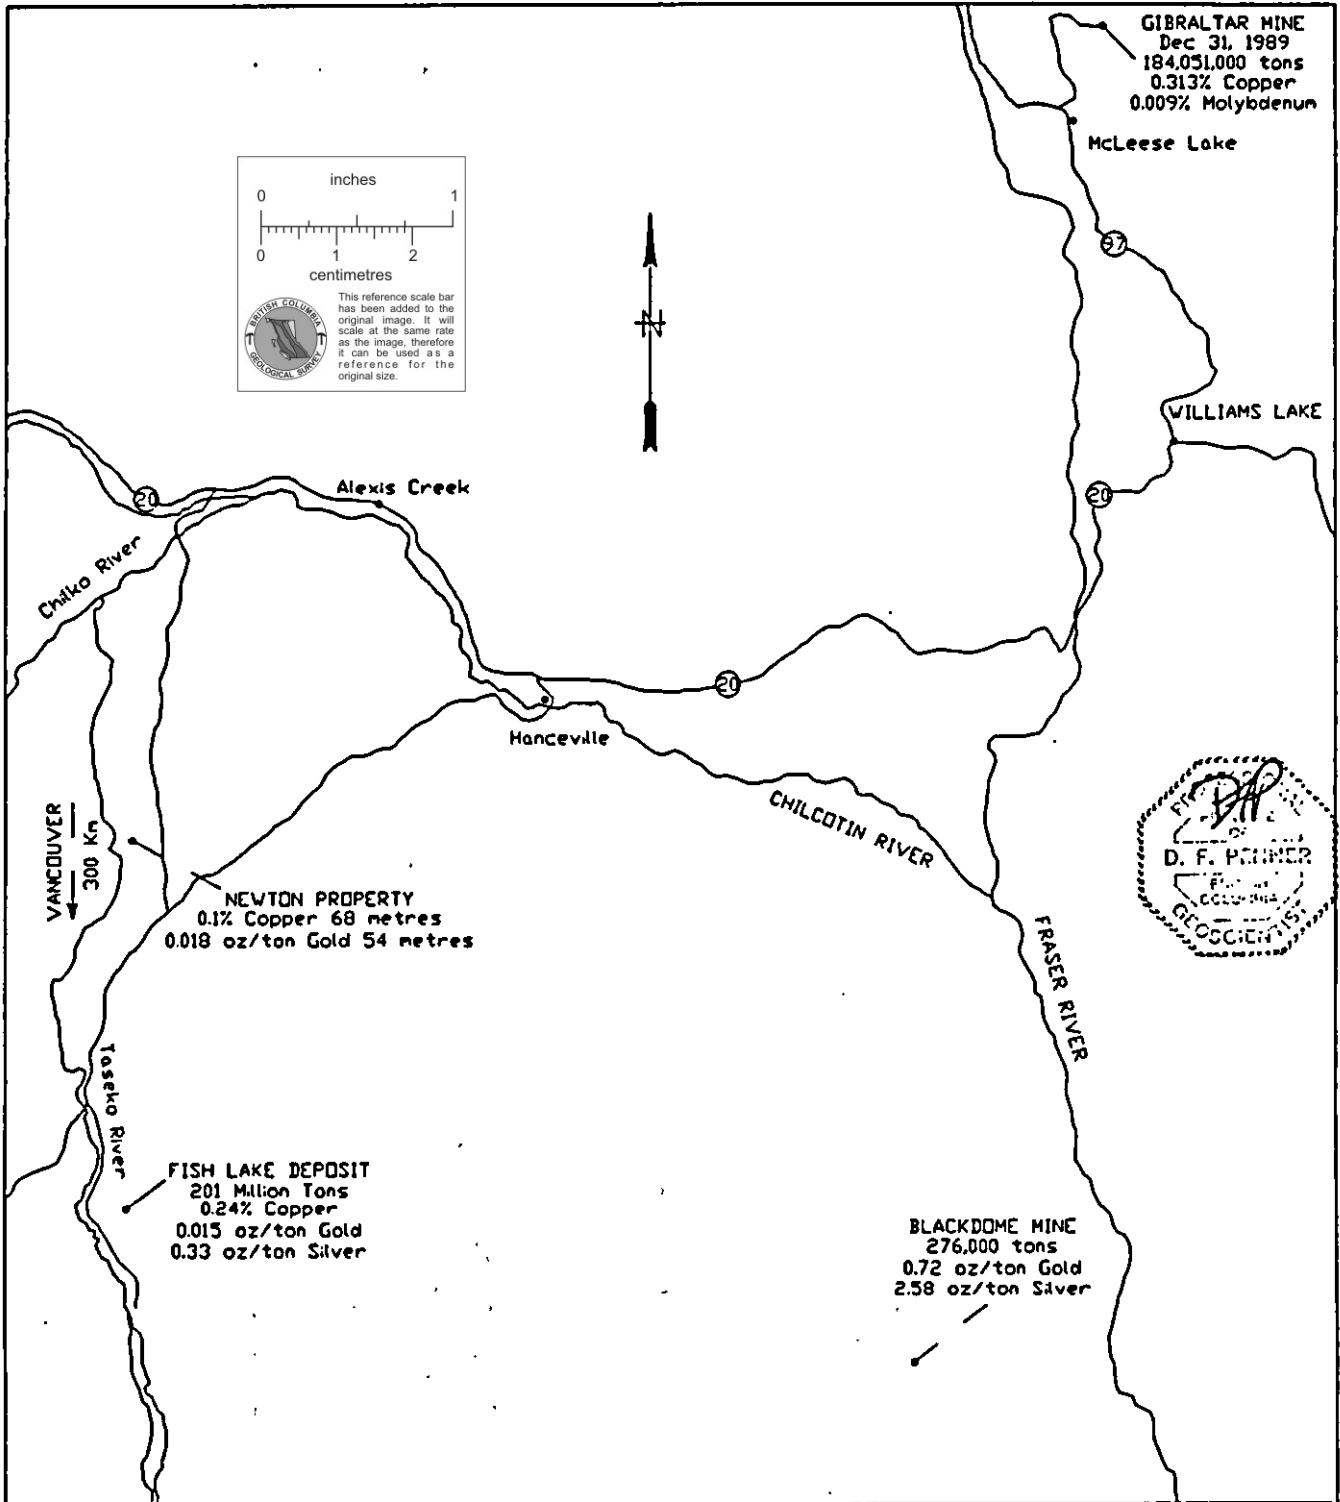 GIBRALTAR MINE
Dec 31, 1989
184,051,000 tons
0.313% Copper
0.009% Molybdenum
McLeese Lake
97
inches
0 1
0 1 2
centimetres
This reference scale bar
has been added to the
original image. It will
scale at the same rate
as the image, therefore
it can be used as a
reference for the
original size.
BRITISH COLUMBIA
GEOLOGICAL SURVEY
N
WILLIAMS LAKE
20
Alexis Creek
20
Chilko River
20
Hanceville
CHILCOTIN RIVER
VANCOUVER
300 Km
NEWTON PROPERTY
0.1% Copper 68 metres
0.018 oz/ton Gold 54 metres
D. F. PENNER
GEOSCIENTIST
FRASER RIVER
Taseko River
FISH LAKE DEPOSIT
201 Million Tons
0.24% Copper
0.015 oz/ton Gold
0.33 oz/ton Silver
BLACKDOME MINE
276,000 tons
0.72 oz/ton Gold
2.58 oz/ton Silver